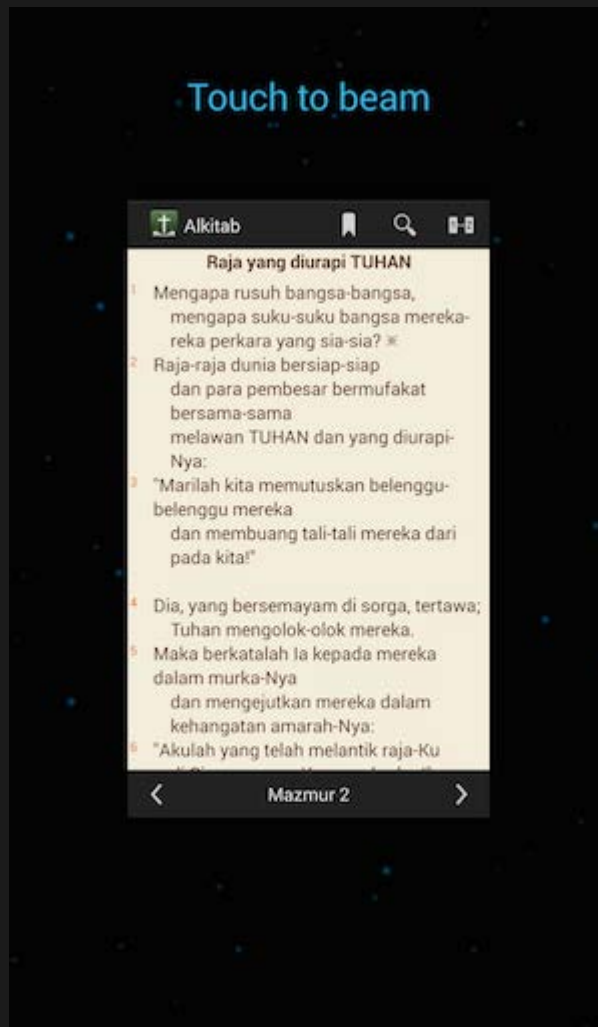 Touch to beam
Alkitab
Raja yang diurapi TUHAN
1 Mengapa rusuh bangsa-bangsa,
mengapa suku-suku bangsa mereka-
reka perkara yang sia-sia? ※
2 Raja-raja dunia bersiap-siap
dan para pembesar bermufakat
bersama-sama
melawan TUHAN dan yang diurapi-
Nya:
3 "Marilah kita memutuskan belenggu-
belenggu mereka
dan membuang tali-tali mereka dari
pada kita!"
4 Dia, yang bersemayam di sorga, tertawa;
Tuhan mengolok-olok mereka.
5 Maka berkatalah Ia kepada mereka
dalam murka-Nya
dan mengejutkan mereka dalam
kehangatan amarah-Nya:
6 "Akulah yang telah melantik raja-Ku
Mazmur 2